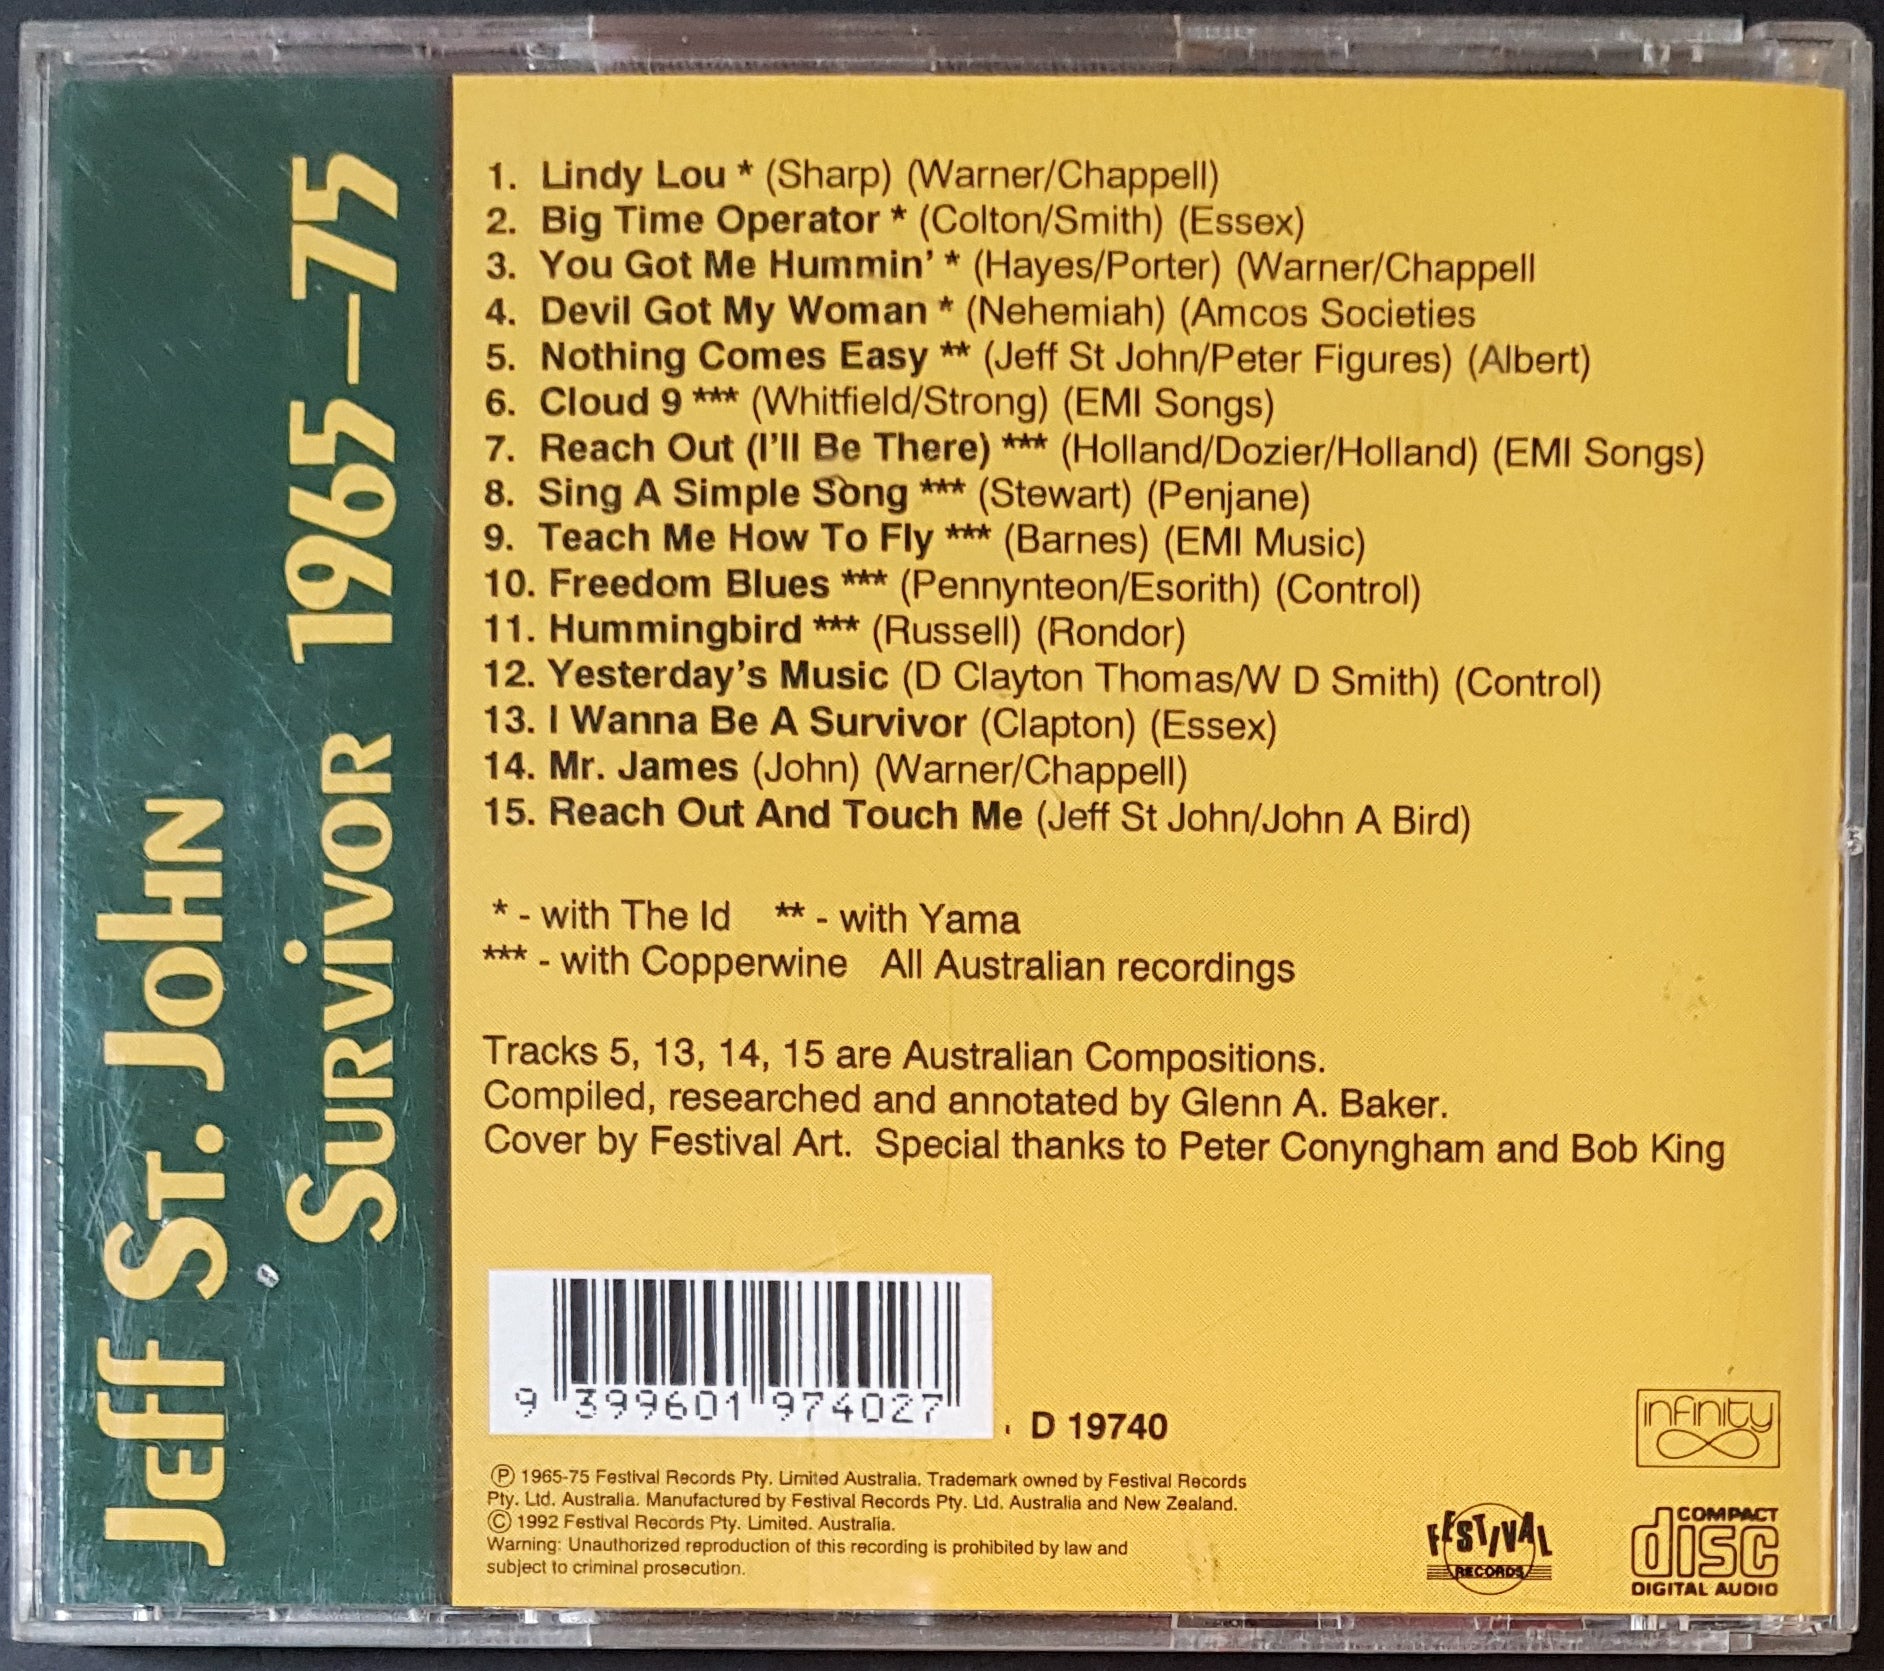 Jeff St. John
Survivor 1965–75
1. Lindy Lou * (Sharp) (Warner/Chappell)
2. Big Time Operator * (Colton/Smith) (Essex)
3. You Got Me Hummin' * (Hayes/Porter) (Warner/Chappell
4. Devil Got My Woman * (Nehemiah) (Amcos Societies
5. Nothing Comes Easy ** (Jeff St John/Peter Figures) (Albert)
6. Cloud 9 *** (Whitfield/Strong) (EMI Songs)
7. Reach Out (I'll Be There) *** (Holland/Dozier/Holland) (EMI Songs)
8. Sing A Simple Song *** (Stewart) (Penjane)
9. Teach Me How To Fly *** (Barnes) (EMI Music)
10. Freedom Blues *** (Pennynteon/Esorith) (Control)
11. Hummingbird *** (Russell) (Rondor)
12. Yesterday's Music (D Clayton Thomas/W D Smith) (Control)
13. I Wanna Be A Survivor (Clapton) (Essex)
14. Mr. James (John) (Warner/Chappell)
15. Reach Out And Touch Me (Jeff St John/John A Bird)
* - with The Id ** - with Yama
*** - with Copperwine All Australian recordings
Tracks 5, 13, 14, 15 are Australian Compositions.
Compiled, researched and annotated by Glenn A. Baker.
Cover by Festival Art. Special thanks to Peter Conyngham and Bob King
9 399601 974027
D 19740
Ⓟ 1965-75 Festival Records Pty. Limited Australia. Trademark owned by Festival Records
Pty. Ltd. Australia. Manufactured by Festival Records Pty. Ltd. Australia and New Zealand.
© 1992 Festival Records Pty. Limited. Australia.
Warning: Unauthorized reproduction of this recording is prohibited by law and
subject to criminal prosecution.
infinity
FESTIVAL
RECORDS
COMPACT
disc
DIGITAL AUDIO